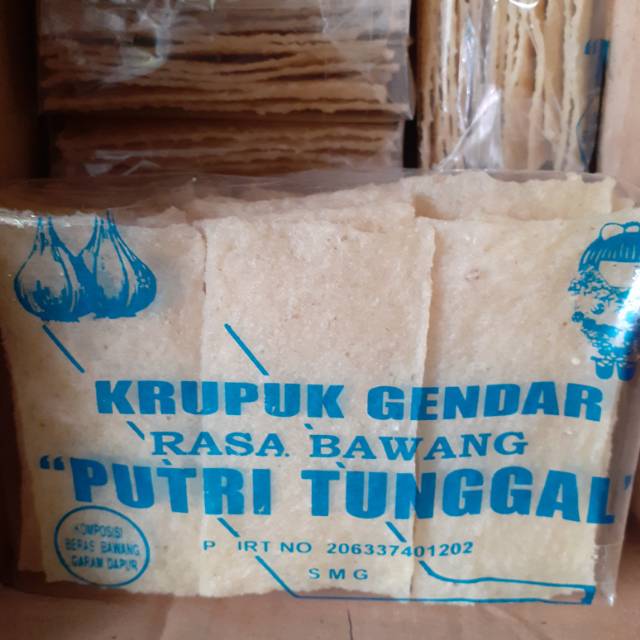 KRUPUK GENDAR
RASA BAWANG
"PUTRI TUNGGAL"
KOMPOSISI
BERAS BAWANG
GARAM DAPUR
P IRT NO 206337401202
SMG